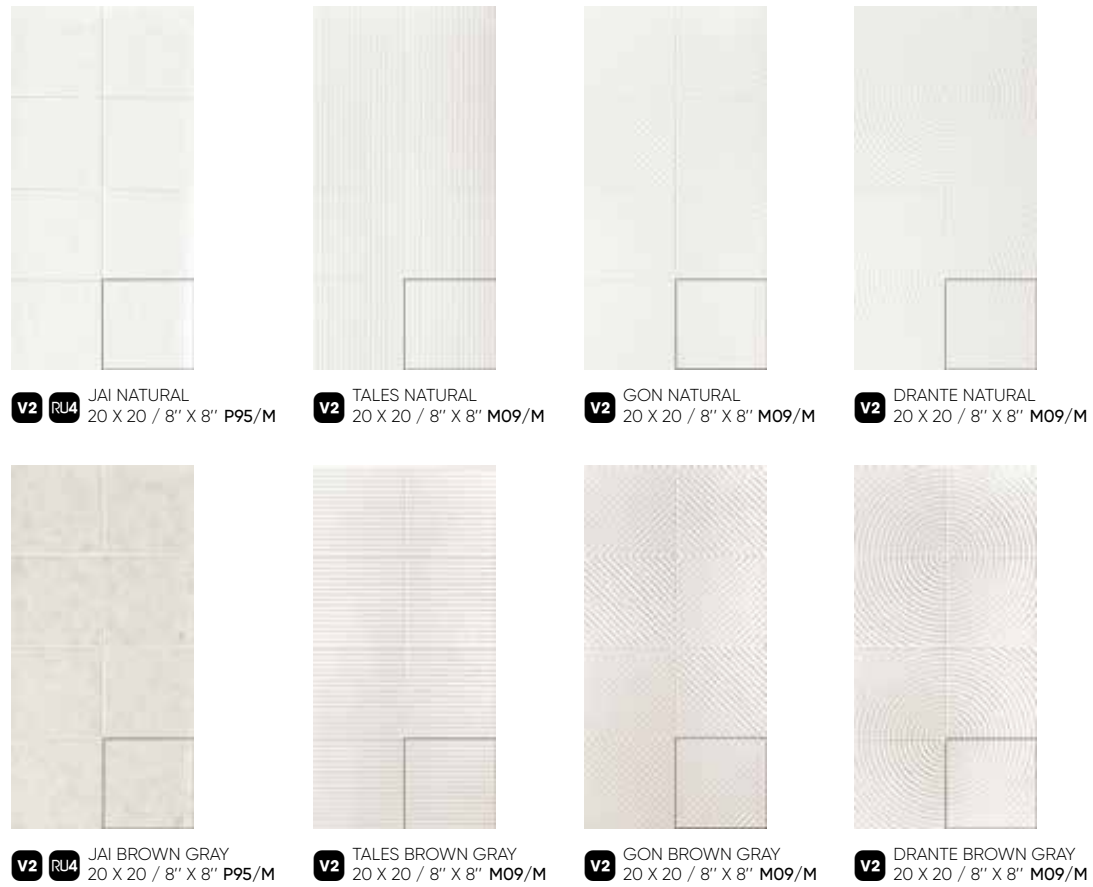 V2 RU4 JAI NATURAL
20 X 20 / 8’’ X 8’’ P95/M
V2 TALES NATURAL
20 X 20 / 8’’ X 8’’ M09/M
V2 GON NATURAL
20 X 20 / 8’’ X 8’’ M09/M
V2 DRANTE NATURAL
20 X 20 / 8’’ X 8’’ M09/M
V2 RU4 JAI BROWN GRAY
20 X 20 / 8’’ X 8’’ P95/M
V2 TALES BROWN GRAY
20 X 20 / 8’’ X 8’’ M09/M
V2 GON BROWN GRAY
20 X 20 / 8’’ X 8’’ M09/M
V2 DRANTE BROWN GRAY
20 X 20 / 8’’ X 8’’ M09/M